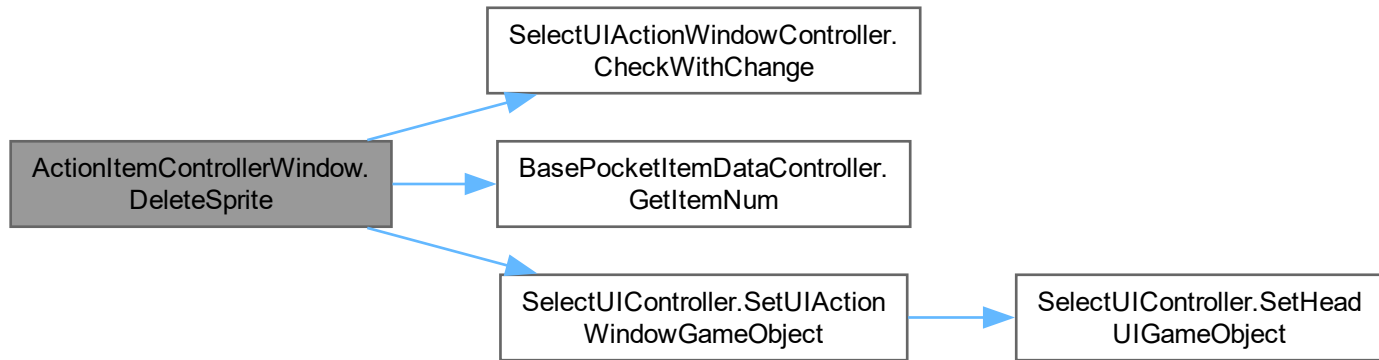 SelectUIActionWindowController.
CheckWithChange
ActionItemControllerWindow.
DeleteSprite
BasePocketItemDataController.
GetItemNum
SelectUIController.SetUIAction
WindowGameObject
SelectUIController.SetHead
UIGameObject